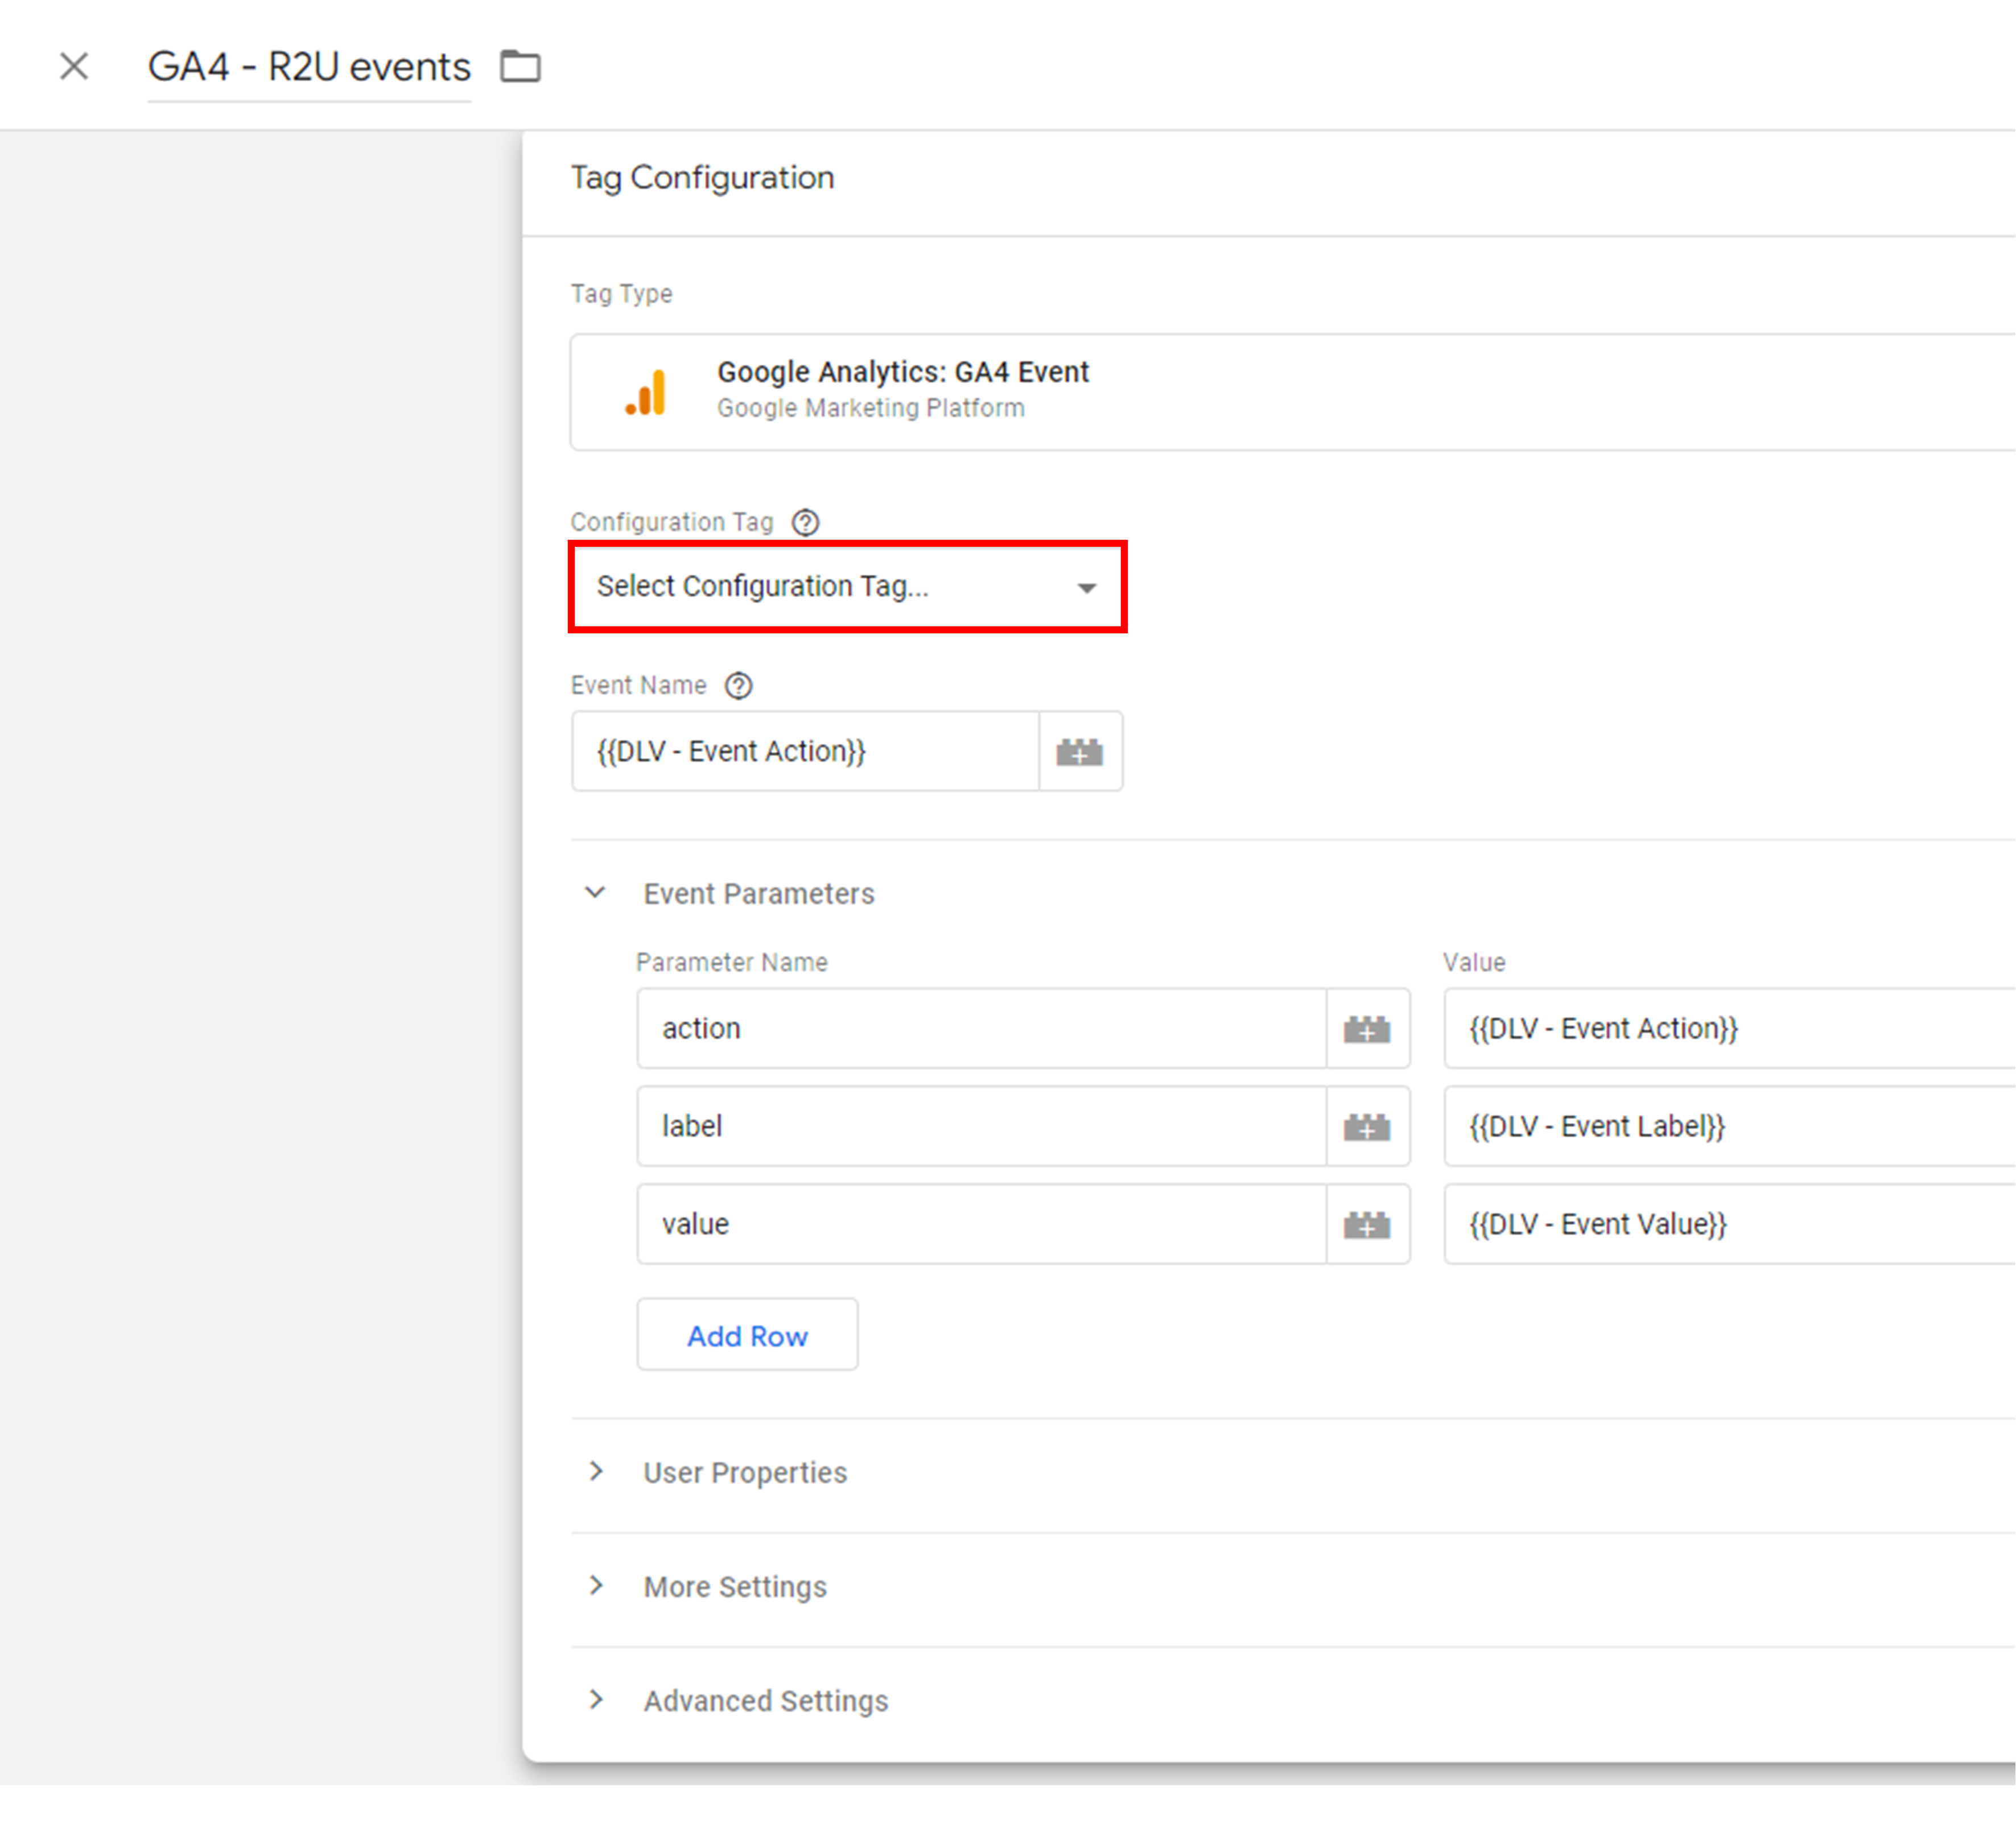 GA4 - R2U events
Tag Configuration
Tag Type
Google Analytics: GA4 Event
Google Marketing Platform
Configuration Tag
Select Configuration Tag...
Event Name
{{DLV - Event Action}}
Event Parameters
Parameter Name Value
action {{DLV - Event Action}}
label {{DLV - Event Label}}
value {{DLV - Event Value}}
Add Row
User Properties
More Settings
Advanced Settings